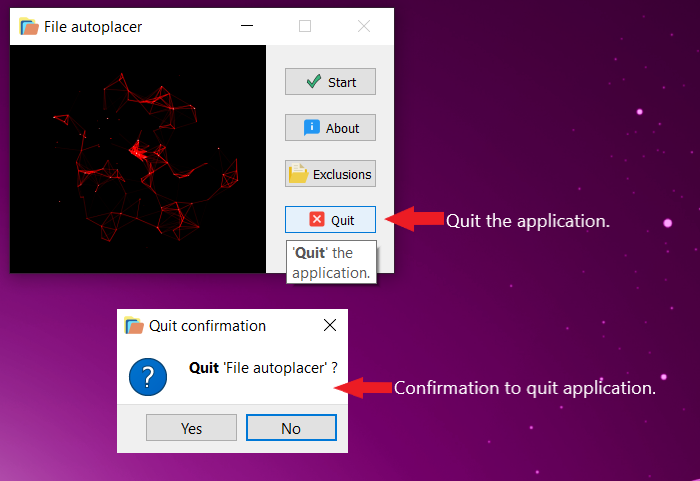 File autoplacer
Start
About
Exclusions
Quit
Quit the application.
'Quit' the
application.
Quit confirmation
Quit 'File autoplacer' ?
Confirmation to quit application.
Yes
No